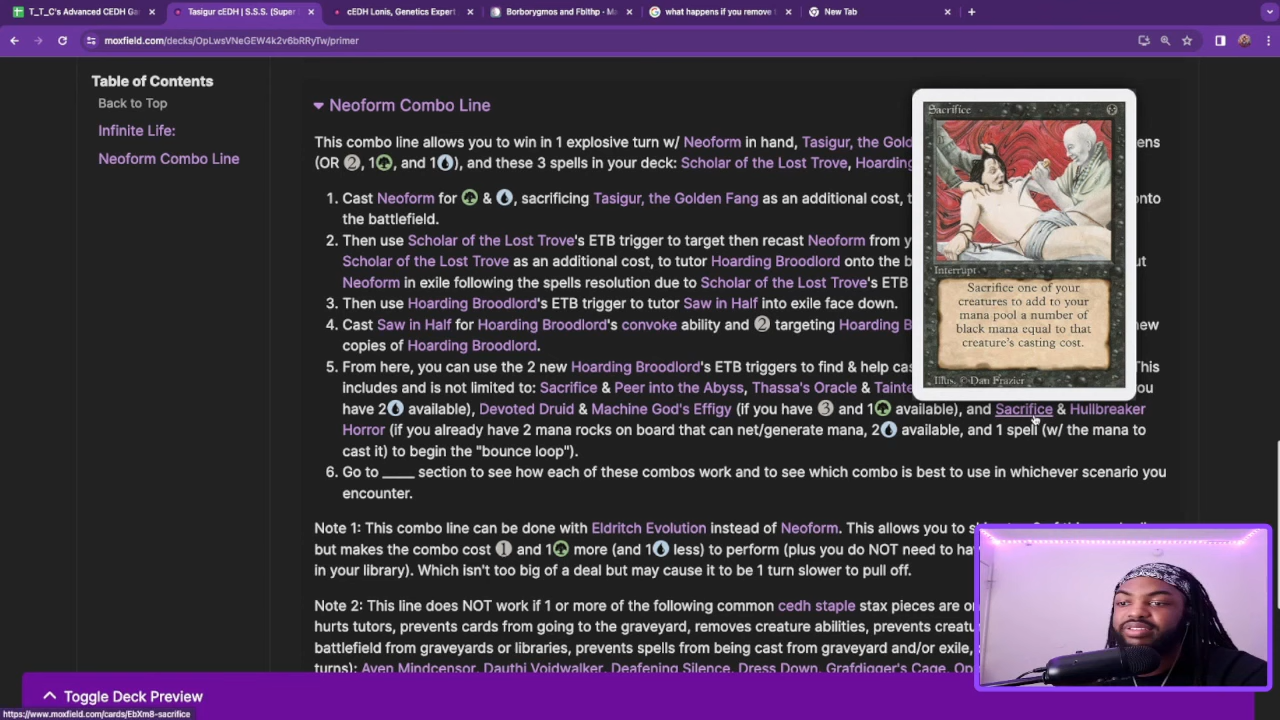 T_T_C's Advanced CEDH Gam
Tasigur cEDH | S.S.S. (Super
cEDH Lonis, Genetics Expert
Borborygmos and Fblthp - Ma
what happens if you remove
New Tab
moxfield.com/decks/OpLwsVNeGEW4k2v6bRRyTw/primer
Table of Contents
Back to Top
Infinite Life:
Neoform Combo Line
Neoform Combo Line
This combo line allows you to win in 1 explosive turn w/ Neoform in hand, Tasigur, the Gold
(OR 2, 1, and 1), and these 3 spells in your deck: Scholar of the Lost Trove, Hoarding
1. Cast Neoform for & , sacrificing Tasigur, the Golden Fang as an additional cost, onto
the battlefield.
2. Then use Scholar of the Lost Trove's ETB trigger to target then recast Neoform from
Scholar of the Lost Trove as an additional cost, to tutor Hoarding Broodlord onto the
Neoform in exile following the spells resolution due to Scholar of the Lost Trove's ETB
3. Then use Hoarding Broodlord's ETB trigger to tutor Saw in Half into exile face down.
4. Cast Saw in Half for Hoarding Broodlord's convoke ability and 2 targeting Hoarding new
copies of Hoarding Broodlord.
5. From here, you can use the 2 new Hoarding Broodlord's ETB triggers to find & help This
includes and is not limited to: Sacrifice & Peer into the Abyss, Thassa's Oracle &
have 2 available), Devoted Druid & Machine God's Effigy (if you have 3 and 1 available), and Sacrifice & Hullbreaker
Horror (if you already have 2 mana rocks on board that can net/generate mana, 2 available, and 1 spell (w/ the mana to
cast it) to begin the "bounce loop").
6. Go to ____ section to see how each of these combos work and to see which combo is best to use in whichever scenario you
encounter.
Note 1: This combo line can be done with Eldritch Evolution instead of Neoform. This allows you to
but makes the combo cost 1 and 1 more (and 1 less) to perform (plus you do NOT need to
in your library). Which isn't too big of a deal but may cause it to be 1 turn slower to pull off.
Note 2: This line does NOT work if 1 or more of the following common cedh staple stax pieces are
hurts tutors, prevents cards from going to the graveyard, removes creature abilities, prevents
battlefield from graveyards or libraries, prevents spells from being cast from graveyard and/or exile,
turns): Aven Mindcensor, Dauthi Voidwalker, Deafening Silence, Dress Down, Grafdigger's Cage,
Sacrifice
Interrupt
Sacrifice one of your
creatures to add to your
mana pool a number of
black mana equal to that
creature's casting cost.
Illus. © Dan Frazier
Toggle Deck Preview
https://www.moxfield.com/cards/EbXm8-sacrifice